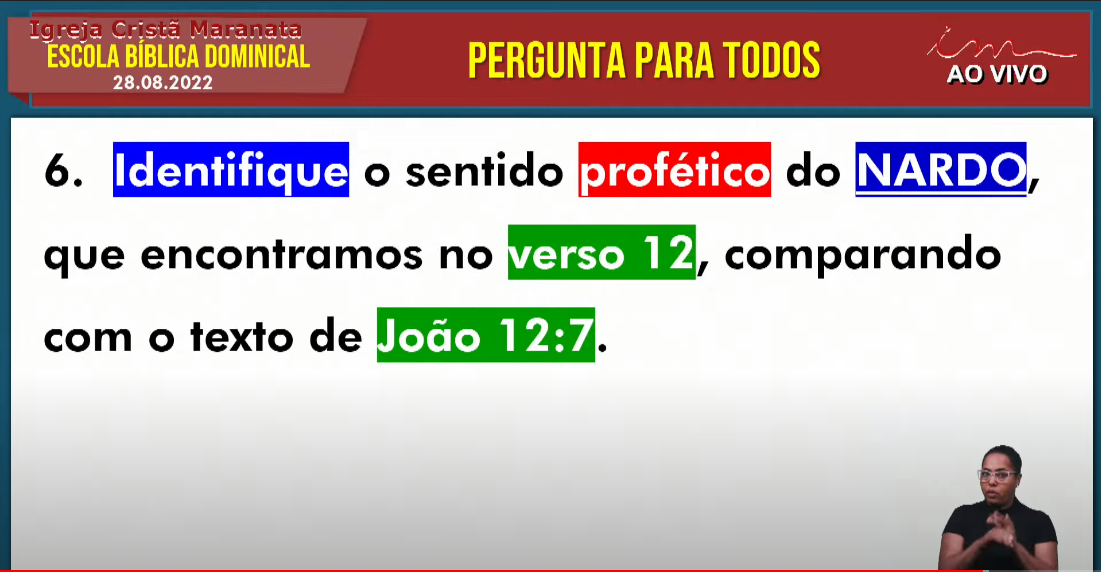 Igreja Cristã Maranata
ESCOLA BÍBLICA DOMINICAL
28.08.2022
PERGUNTA PARA TODOS
AO VIVO
6. Identifique o sentido profético do NARDO,
que encontramos no verso 12, comparando
com o texto de João 12:7.